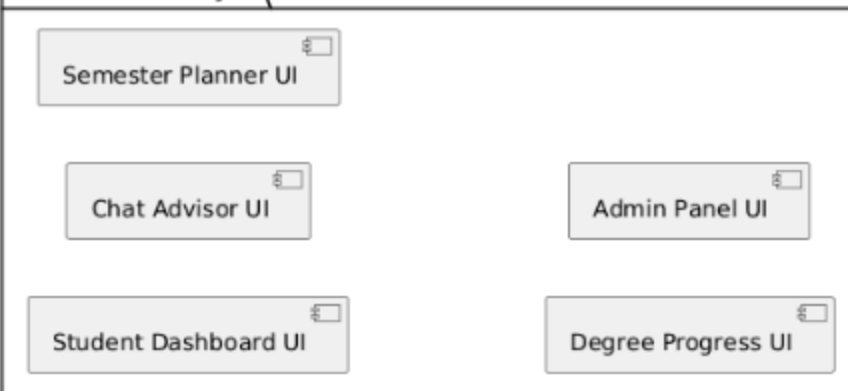 Semester Planner UI
Chat Advisor UI
Admin Panel UI
Student Dashboard UI
Degree Progress UI